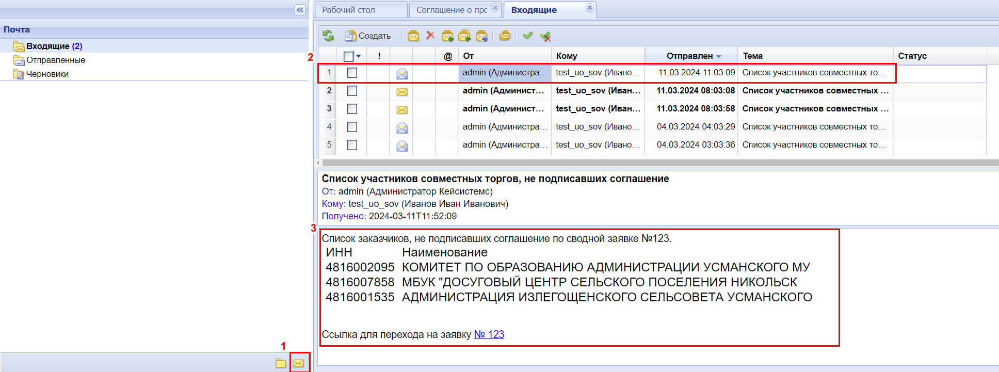 Почта
Входящие (2)
Отправленные
Черновики
1
Рабочий стол
Соглашение о прс
Входящие
Создать
2
! @ От Кому Отправлен Тема Статус
1 admin (Администра... test_uo_sov (Ивано... 11.03.2024 11:03:09 Список участников совместных то...
2 admin (Админист... test_uo_sov (Иван... 11.03.2024 08:03:08 Список участников совместных ...
3 admin (Админист... test_uo_sov (Иван... 11.03.2024 08:03:58 Список участников совместных ...
4 admin (Администра... test_uo_sov (Ивано... 04.03.2024 04:03:29 Список участников совместных то...
5 admin (Администра... test_uo_sov (Ивано... 04.03.2024 03:03:36 Список участников совместных то...
Список участников совместных торгов, не подписавших соглашение
От: admin (Администратор Кейсистемс)
Кому: test_uo_sov (Иванов Иван Иванович)
Получено: 2024-03-11T11:52:09
3
Список заказчиков, не подписавших соглашение по сводной заявке №123.
ИНН Наименование
4816002095 КОМИТЕТ ПО ОБРАЗОВАНИЮ АДМИНИСТРАЦИИ УСМАНСКОГО МУ
4816007858 МБУК "ДОСУГОВЫЙ ЦЕНТР СЕЛЬСКОГО ПОСЕЛЕНИЯ НИКОЛЬСК
4816001535 АДМИНИСТРАЦИЯ ИЗЛЕГОЩЕНСКОГО СЕЛЬСОВЕТА УСМАНСКОГО
Ссылка для перехода на заявку № 123